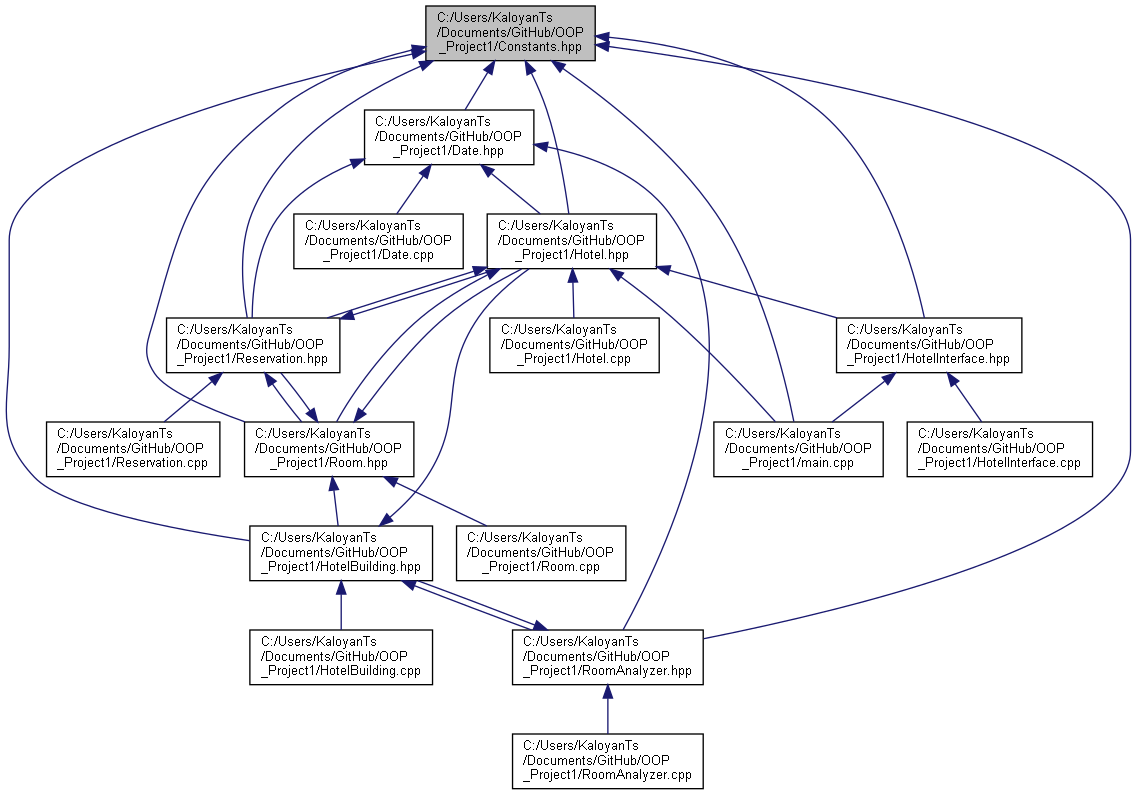 C:/Users/KaloyanTs
/Documents/GitHub/OOP
_Project1/Constants.hpp
C:/Users/KaloyanTs
/Documents/GitHub/OOP
_Project1/Date.hpp
C:/Users/KaloyanTs
/Documents/GitHub/OOP
_Project1/Date.cpp
C:/Users/KaloyanTs
/Documents/GitHub/OOP
_Project1/Hotel.hpp
C:/Users/KaloyanTs
/Documents/GitHub/OOP
_Project1/Reservation.hpp
C:/Users/KaloyanTs
/Documents/GitHub/OOP
_Project1/Hotel.cpp
C:/Users/KaloyanTs
/Documents/GitHub/OOP
_Project1/HotelInterface.hpp
C:/Users/KaloyanTs
/Documents/GitHub/OOP
_Project1/Reservation.cpp
C:/Users/KaloyanTs
/Documents/GitHub/OOP
_Project1/Room.hpp
C:/Users/KaloyanTs
/Documents/GitHub/OOP
_Project1/main.cpp
C:/Users/KaloyanTs
/Documents/GitHub/OOP
_Project1/HotelInterface.cpp
C:/Users/KaloyanTs
/Documents/GitHub/OOP
_Project1/HotelBuilding.hpp
C:/Users/KaloyanTs
/Documents/GitHub/OOP
_Project1/Room.cpp
C:/Users/KaloyanTs
/Documents/GitHub/OOP
_Project1/HotelBuilding.cpp
C:/Users/KaloyanTs
/Documents/GitHub/OOP
_Project1/RoomAnalyzer.hpp
C:/Users/KaloyanTs
/Documents/GitHub/OOP
_Project1/RoomAnalyzer.cpp